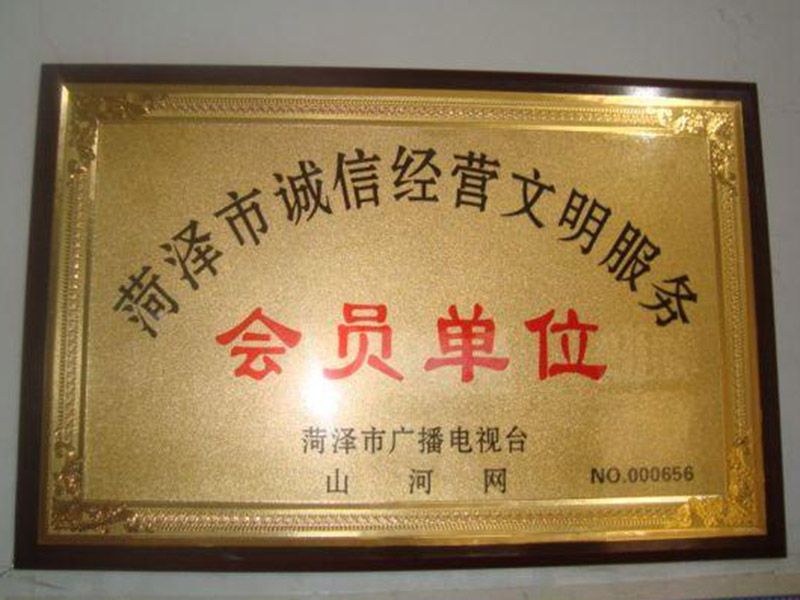 菏泽市诚信经营文明服务
会员单位
菏泽市广播电视台
山河网
NO.000656